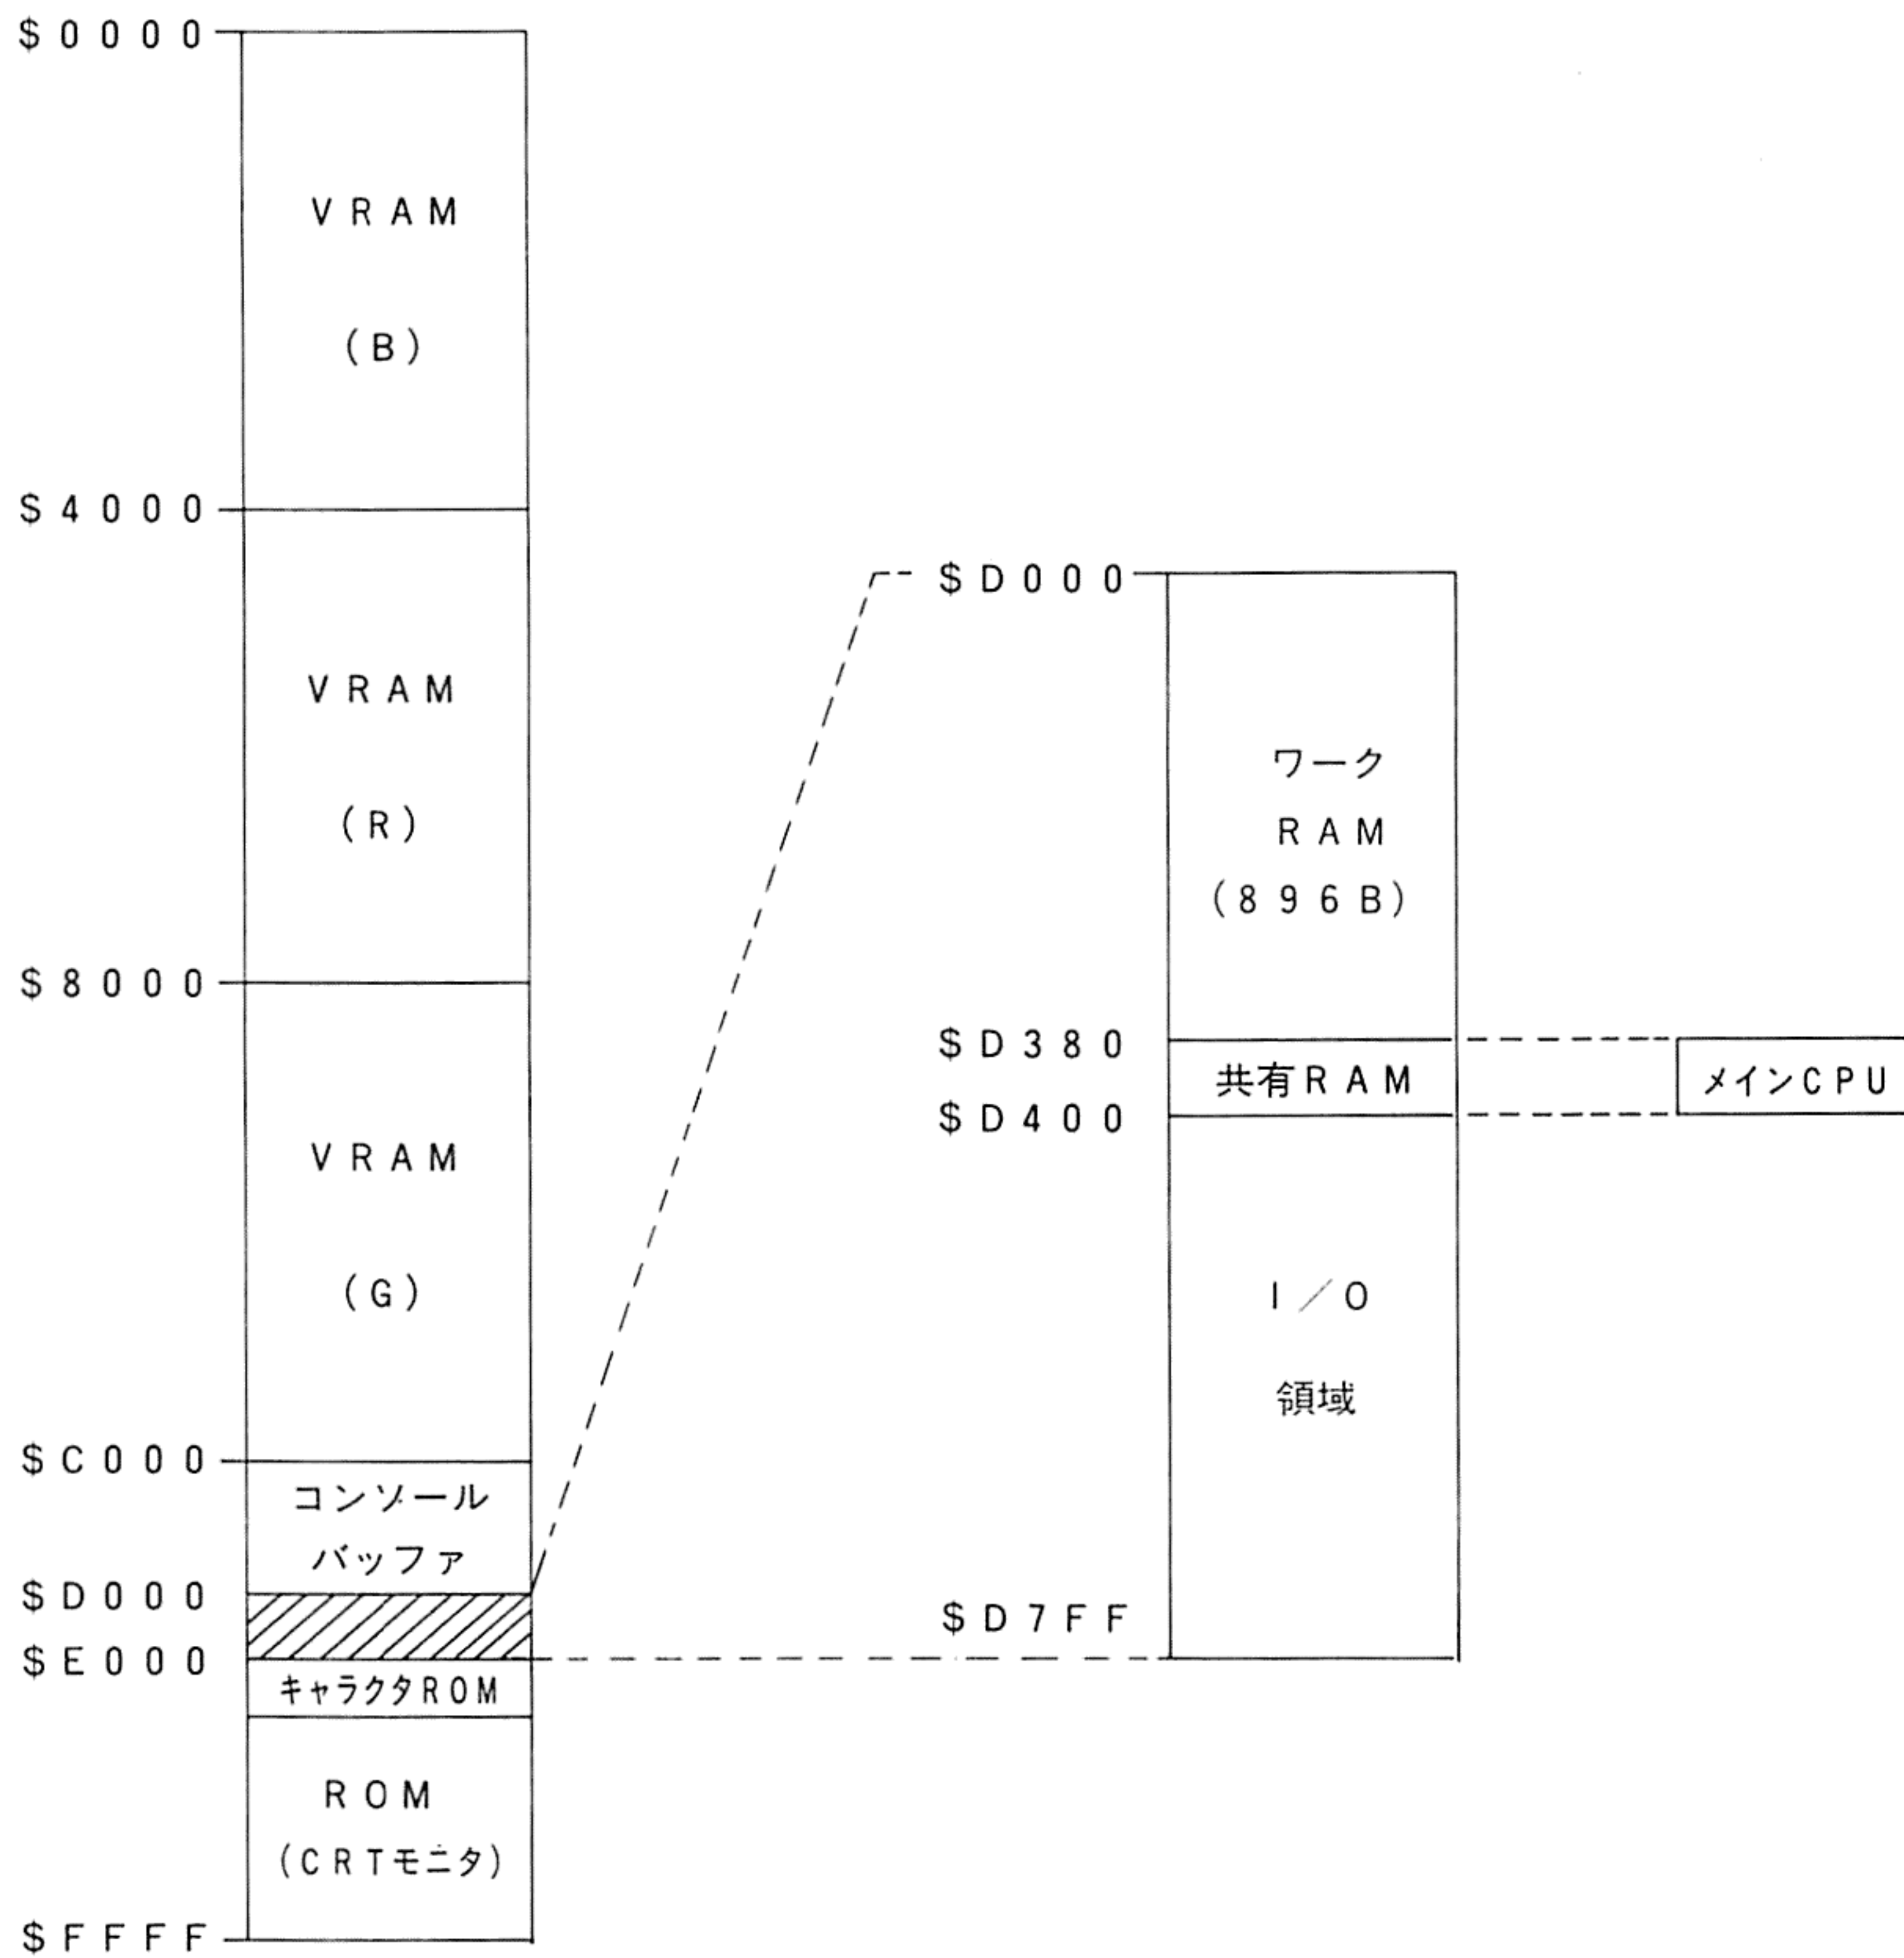 $0000
VRAM
(B)
$4000
VRAM
(R)
$8000
VRAM
(G)
$C000
コンソール
バッファ
$D000
$E000
キャラクタROM
ROM
(CRTモニタ)
$FFFF
$D000
ワーク
RAM
(896B)
$D380
共有RAM
メインCPU
$D400
I/O
領域
$D7FF